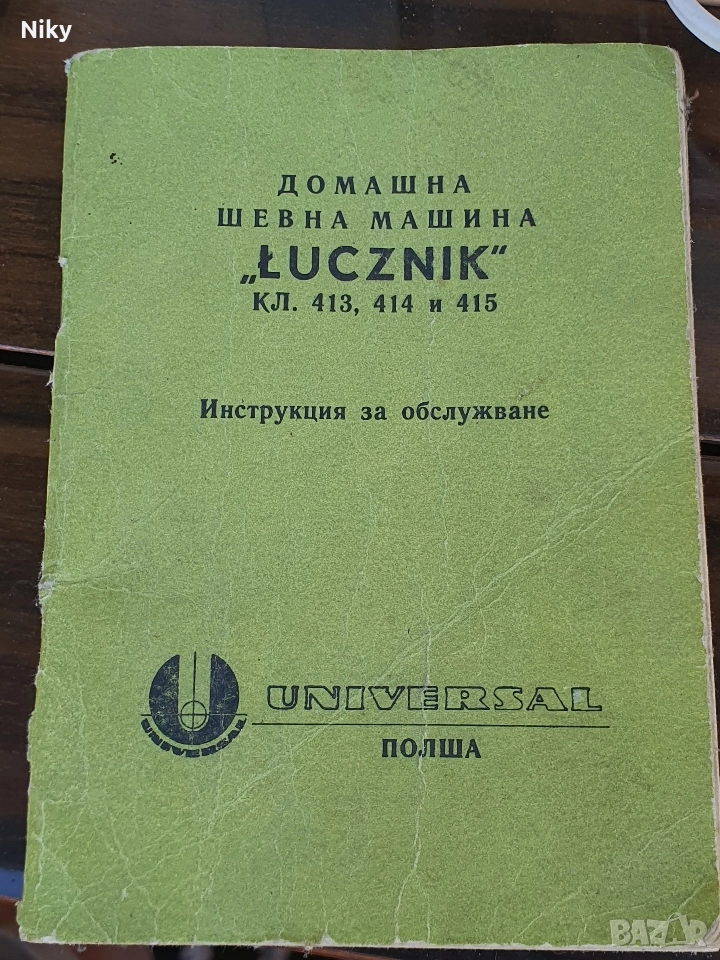 Niky
ДОМАШНА
ШЕВНА МАШИНА
„ŁUCZNIK“
КЛ. 413, 414 и 415
Инструкция за обслужване
UNIVERSAL
UNIVERSAL
ПОЛША
BAZAR